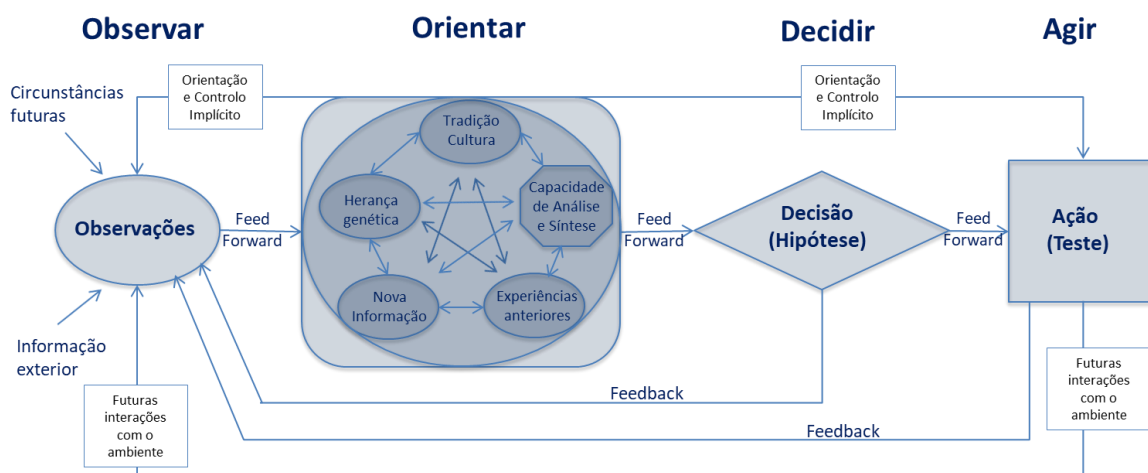 Observar
Orientar
Decidir
Agir
Orientação
e Controlo
Implícito
Orientação
e Controlo
Implícito
Circunstâncias
futuras
Tradição
Cultura
Herança
genética
Capacidade
de Análise
e Síntese
Nova
Informação
Experiências
anteriores
Observações
Feed
Forward
Feed
Forward
Decisão
(Hipótese)
Feed
Forward
Ação
(Teste)
Informação
exterior
Futuras
interações
com o
ambiente
Feedback
Feedback
Futuras
interações
com o
ambiente